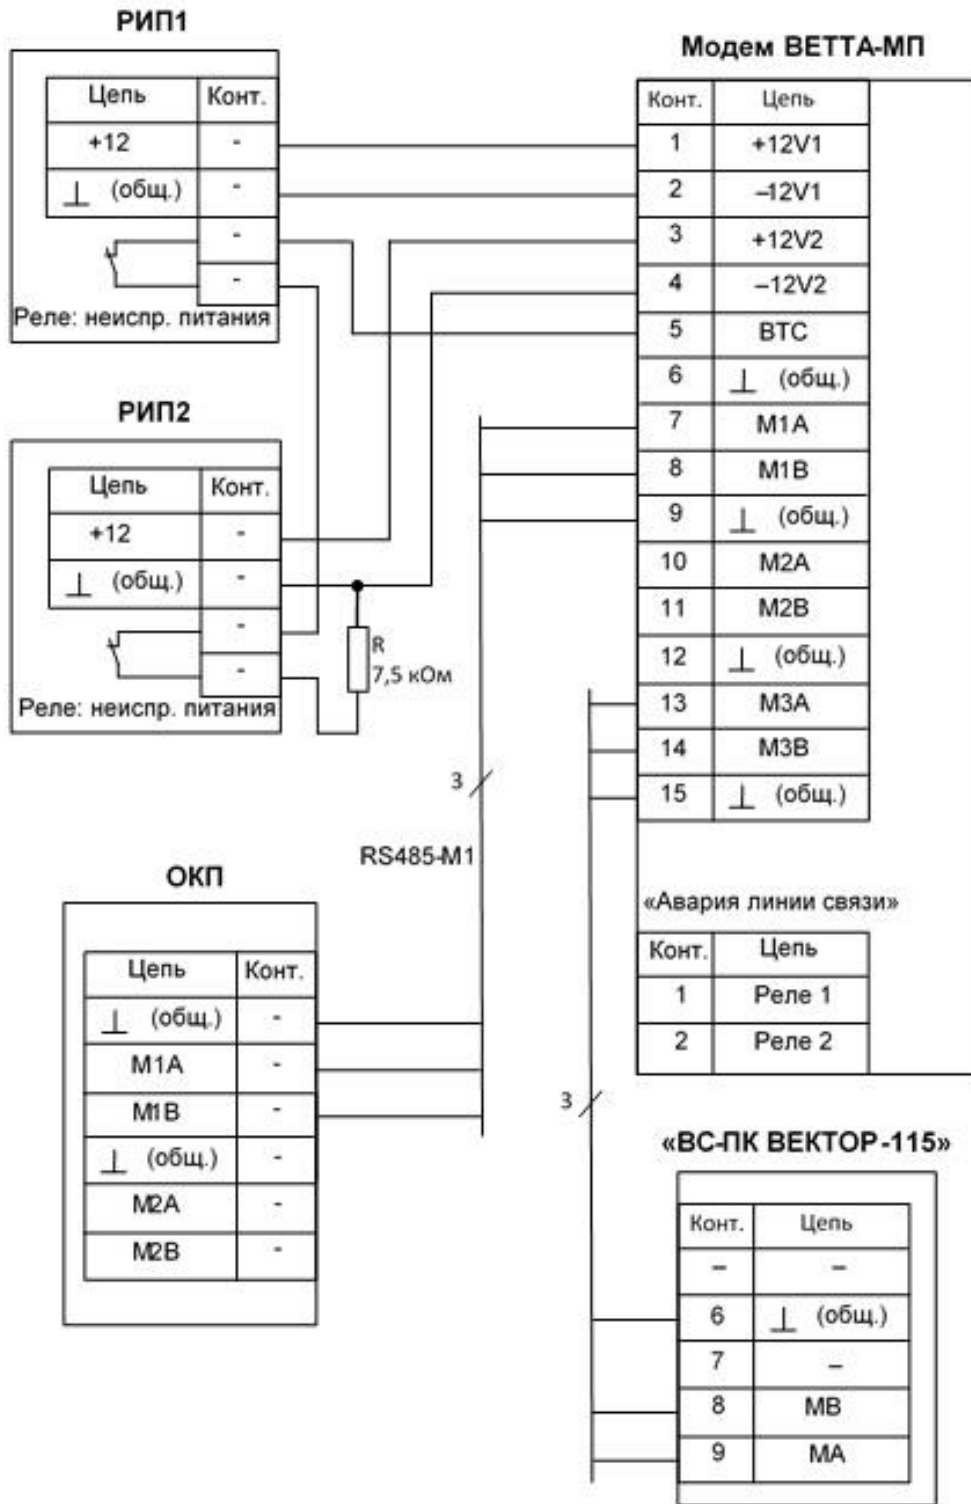 РИП1
Цепь Конт.
+12 -
⊥ (общ.) -
-
-
Реле: неиспр. питания
РИП2
Цепь Конт.
+12 -
⊥ (общ.) -
-
-
Реле: неиспр. питания
R
7,5 кОм
Модем ВЕТТА-МП
Конт. Цепь
1 +12V1
2 –12V1
3 +12V2
4 –12V2
5 ВТС
6 ⊥ (общ.)
7 М1А
8 М1В
9 ⊥ (общ.)
10 М2А
11 М2В
12 ⊥ (общ.)
13 М3А
14 М3В
15 ⊥ (общ.)
3
RS485-M1
«Авария линии связи»
Конт. Цепь
1 Реле 1
2 Реле 2
ОКП
Цепь Конт.
⊥ (общ.) -
М1А -
М1В -
⊥ (общ.) -
М2А -
М2В -
3
«ВС-ПК ВЕКТОР-115»
Конт. Цепь
– –
6 ⊥ (общ.)
7 –
8 МВ
9 МА